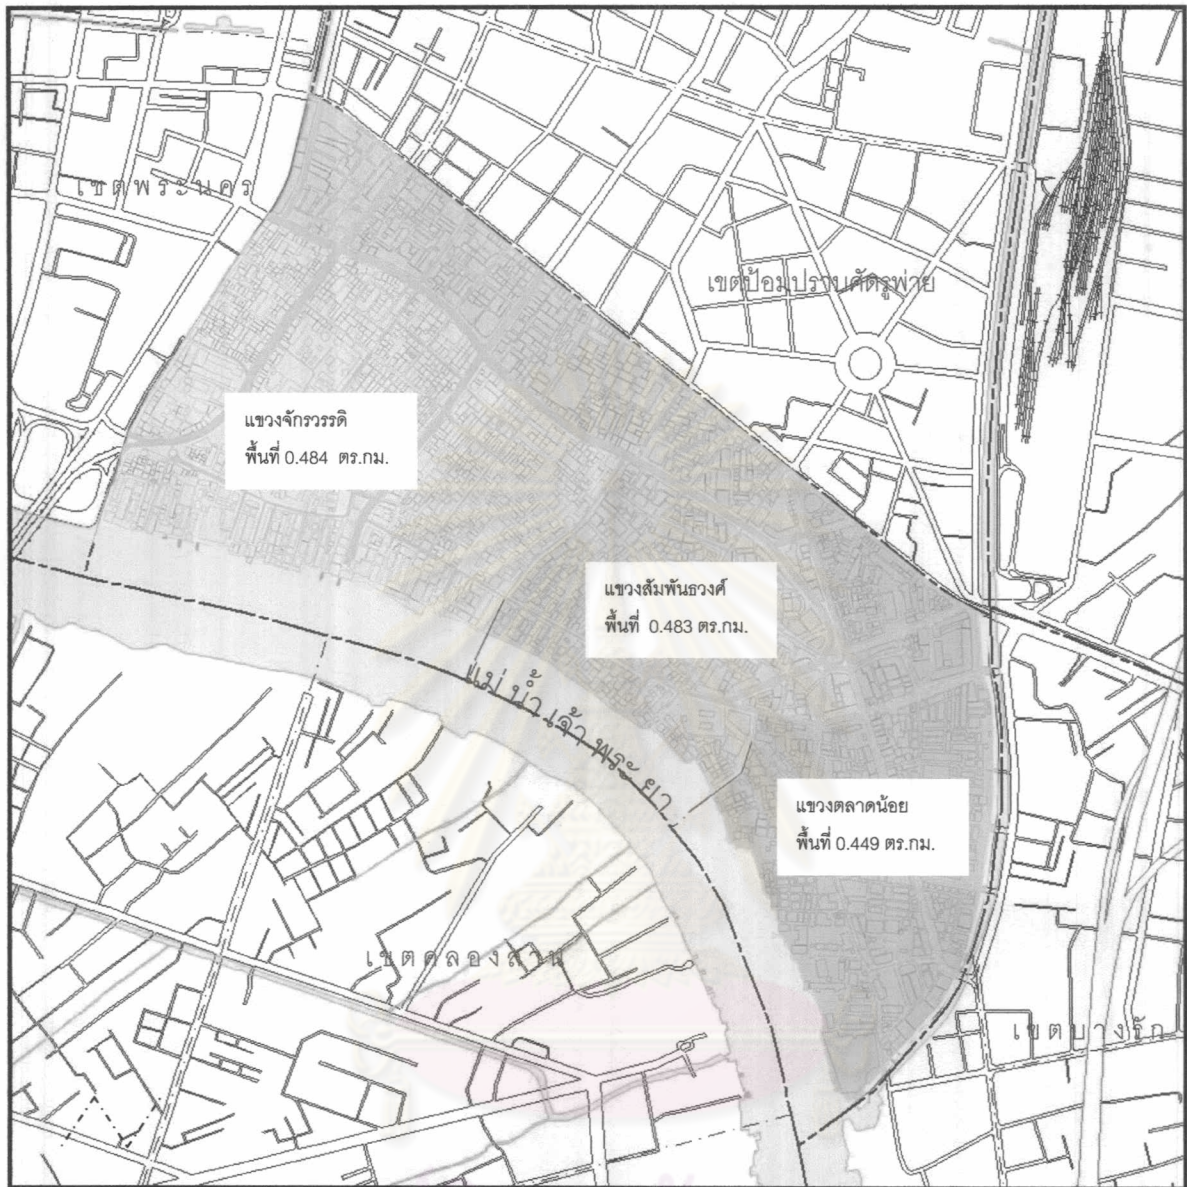 เขตพระนคร
เขตป้อมปราบศัตรูพ่าย
แขวงจักรวรรดิ
พื้นที่ 0.484 ตร.กม.
แขวงสัมพันธวงศ์
พื้นที่ 0.483 ตร.กม.
แม่น้ำเจ้าพระยา
แขวงตลาดน้อย
พื้นที่ 0.449 ตร.กม.
เขตคลองสาน
เขตบางรัก